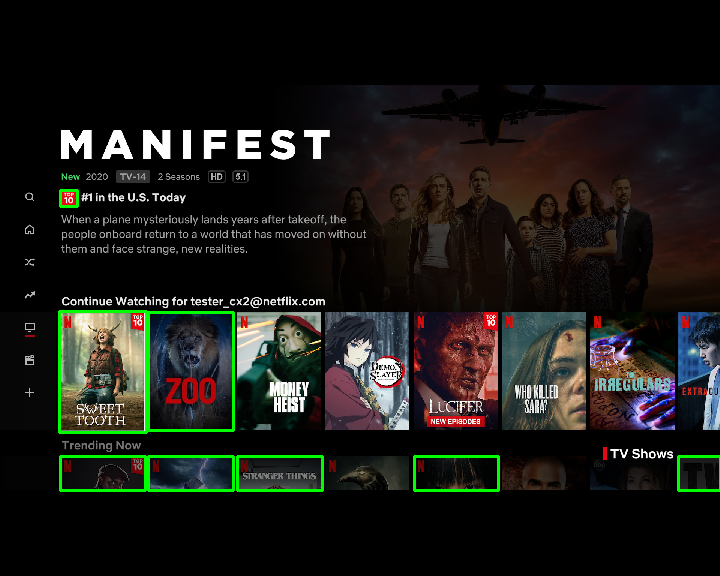 MANIFEST
New 2020 TV-14 2 Seasons HD 5.1
TOP 10 #1 in the U.S. Today
When a plane mysteriously lands years after takeoff, the
people onboard return to a world that has moved on without
them and face strange, new realities.
Continue Watching for tester_cx2@netflix.com
N TOP 10
SWEET TOOTH
ZOO
N
MONEY HEIST
DEMON SLAYER
N TOP 10
LUCIFER
NEW EPISODES
N
WHO KILLED SARA?
N
THE IRREGULARS
N
EXTRACU
Trending Now
TV Shows
N TOP 10
N
STRANGER THINGS
N